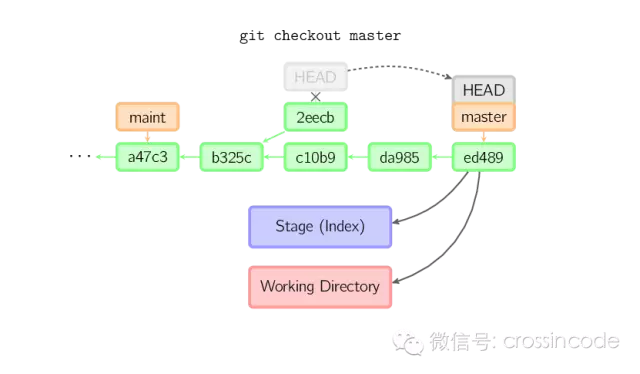 git checkout master
HEAD
HEAD
maint
2eecb
master
... a47c3 b325c c10b9 da985 ed489
Stage (Index)
Working Directory
微信号: crossincode